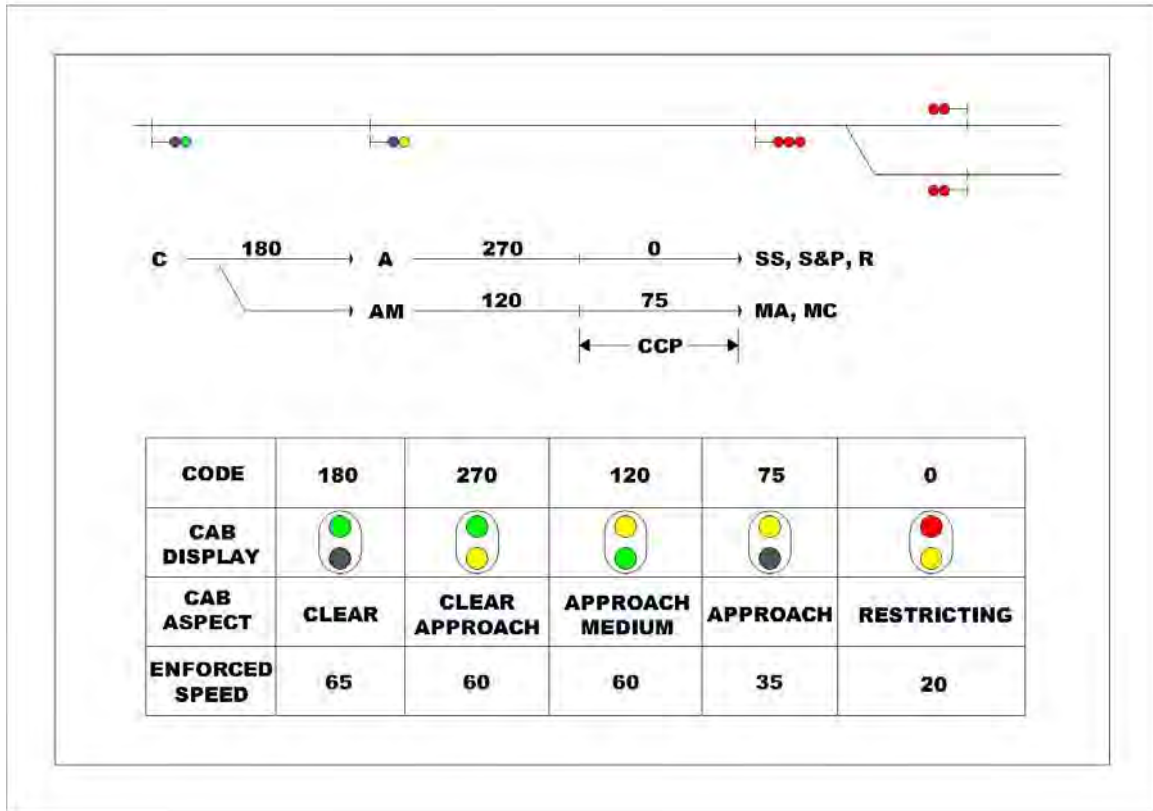 C 180 A 270 0 SS, S&P, R
AM 120 75 MA, MC
CCP
CODE 180 270 120 75 0
CAB
DISPLAY
CAB
ASPECT
CLEAR
CLEAR
APPROACH
APPROACH
MEDIUM
APPROACH
RESTRICTING
ENFORCED
SPEED
65 60 60 35 20